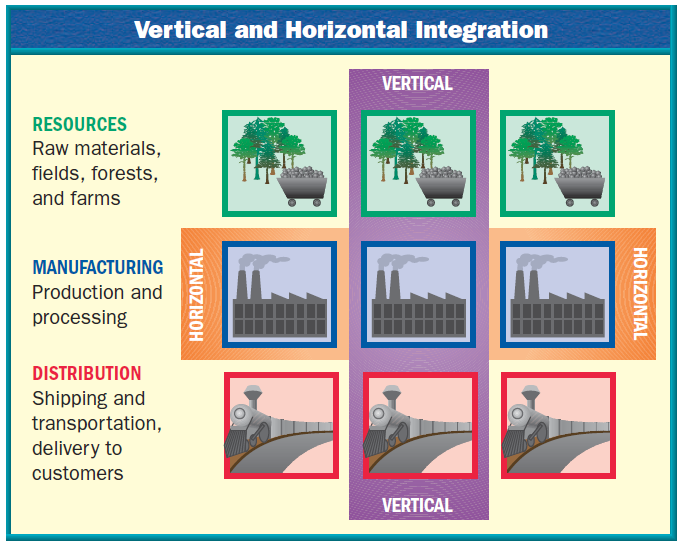 Vertical and Horizontal Integration
VERTICAL
RESOURCES
Raw materials,
fields, forests,
and farms
HORIZONTAL
MANUFACTURING
Production and
processing
HORIZONTAL
DISTRIBUTION
Shipping and
transportation,
delivery to
customers
VERTICAL